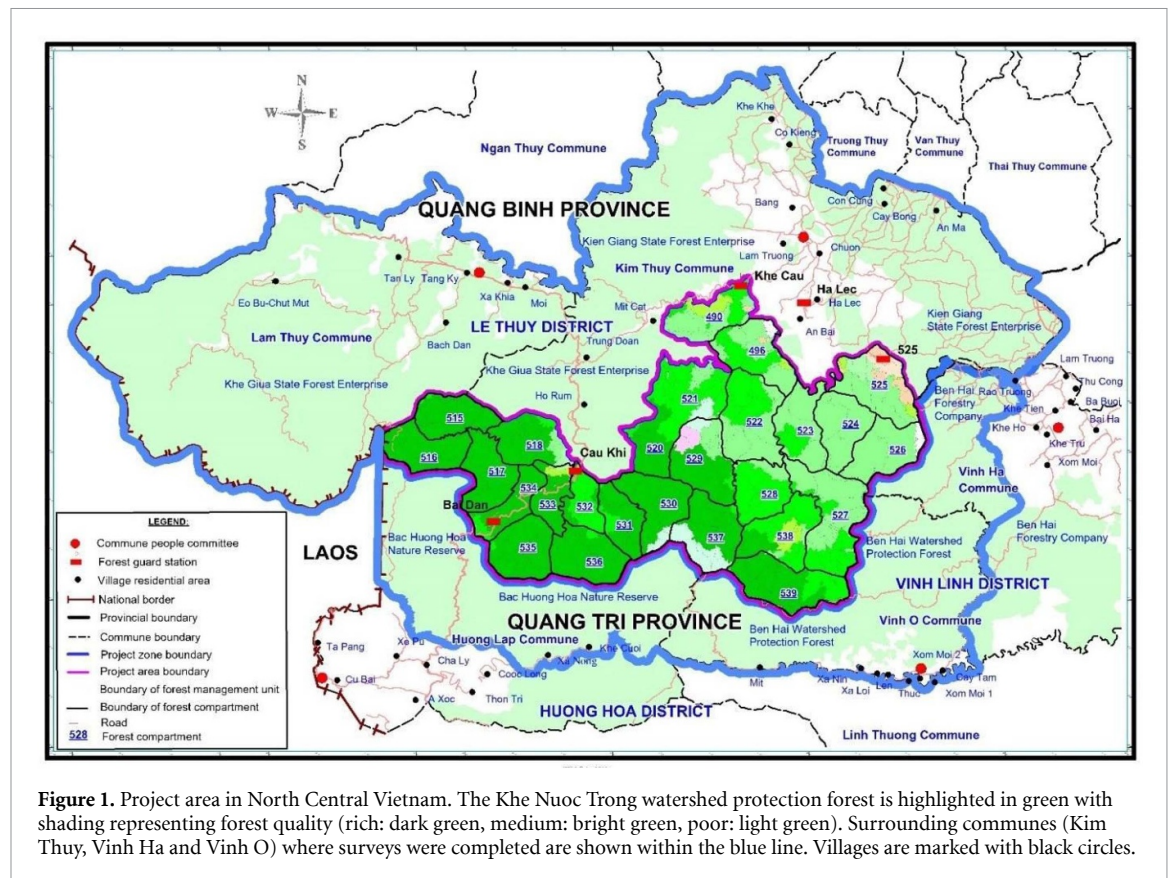 N
W E
S
Khe Khe
Co Kieng
Ngan Thuy Commune
Truong Thuy
Commune
Van Thuy
Commune
Thai Thuy Commune
QUANG BINH PROVINCE
Bang
Con Cung
Cay Bong
An Ma
Kien Giang State Forest Enterprise
Lam Truong
Chuon
Kim Thuy Commune
Khe Cau
Tan Ly
Tang Ky
Xa Khia
Moi
Eo Bu-Chut Mut
Mit Cat
Ha Lec
Ha Lec
An Bai
Kien Giang
State Forest Enterprise
Lam Thuy Commune
Bach Dan
LE THUY DISTRICT
Trung Doan
490
496
525
525
Khe Giua State Forest Enterprise
Khe Giua State Forest Enterprise
Ho Rum
Lam Truong
Thu Cong
Ba Buoi
Bai Ha
Ben Hai
Forestry
Company
Rao Truong
Khe Tien
Khe Ho
Khe Tru
Xom Moi
515
516
517
518
521
522
523
524
526
520
529
Cau Khi
534
533
532
531
530
528
527
Bai Dan
535
536
537
538
539
Vinh Ha
Commune
Ben Hai
Forestry Company
Bac Huong Hoa
Nature Reserve
Ben Hai Watershed
Protection Forest
LAOS
VINH LINH DISTRICT
Bac Huong Hoa Nature Reserve
QUANG TRI PROVINCE
Ben Hai Watershed
Protection Forest
Vinh O Commune
Huong Lap Commune
Ta Pang
Xe Pu
Cha Ly
Cu Bai
A Xoc
Cooc Long
Thon Tri
Xa Nong
Khe Cuoi
Mit
Xa Nin
Xa Loi
Len
Thuc
Xom Moi 2
Cay Tam
Xom Moi 1
HUONG HOA DISTRICT
Linh Thuong Commune
LEGEND:
Commune people committee
Forest guard station
Village residential area
National border
Provincial boundary
Commune boundary
Project zone boundary
Project area boundary
Boundary of forest management unit
Boundary of forest compartment
Road
528 Forest compartment
Figure 1. Project area in North Central Vietnam. The Khe Nuoc Trong watershed protection forest is highlighted in green with
shading representing forest quality (rich: dark green, medium: bright green, poor: light green). Surrounding communes (Kim
Thuy, Vinh Ha and Vinh O) where surveys were completed are shown within the blue line. Villages are marked with black circles.